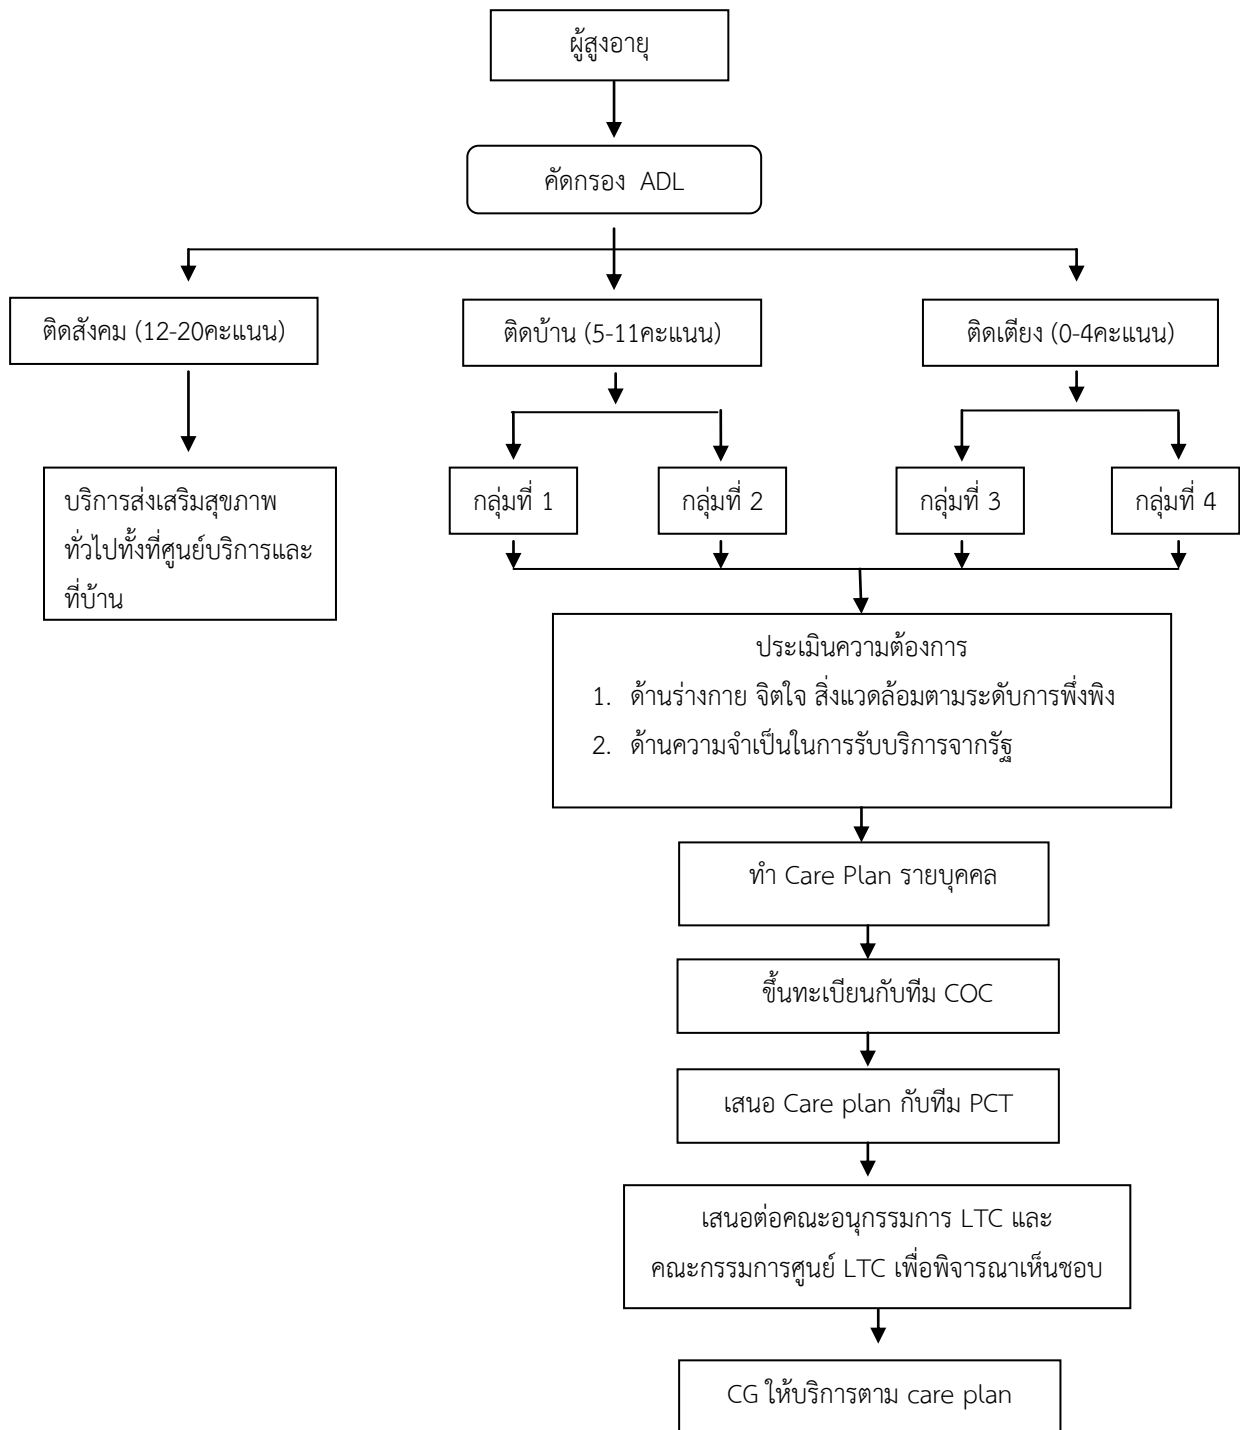 ผู้สูงอายุ
คัดกรอง ADL
ติดสังคม (12-20คะแนน)
ติดบ้าน (5-11คะแนน)
ติดเตียง (0-4คะแนน)
บริการส่งเสริมสุขภาพ
ทั่วไปทั้งที่ศูนย์บริการและ
ที่บ้าน
กลุ่มที่ 1
กลุ่มที่ 2
กลุ่มที่ 3
กลุ่มที่ 4
ประเมินความต้องการ
1. ด้านร่างกาย จิตใจ สิ่งแวดล้อมตามระดับการพึ่งพิง
2. ด้านความจำเป็นในการรับบริการจากรัฐ
ทำ Care Plan รายบุคคล
ขึ้นทะเบียนกับทีม COC
เสนอ Care plan กับทีม PCT
เสนอต่อคณะอนุกรรมการ LTC และ
คณะกรรมการศูนย์ LTC เพื่อพิจารณาเห็นชอบ
CG ให้บริการตาม care plan